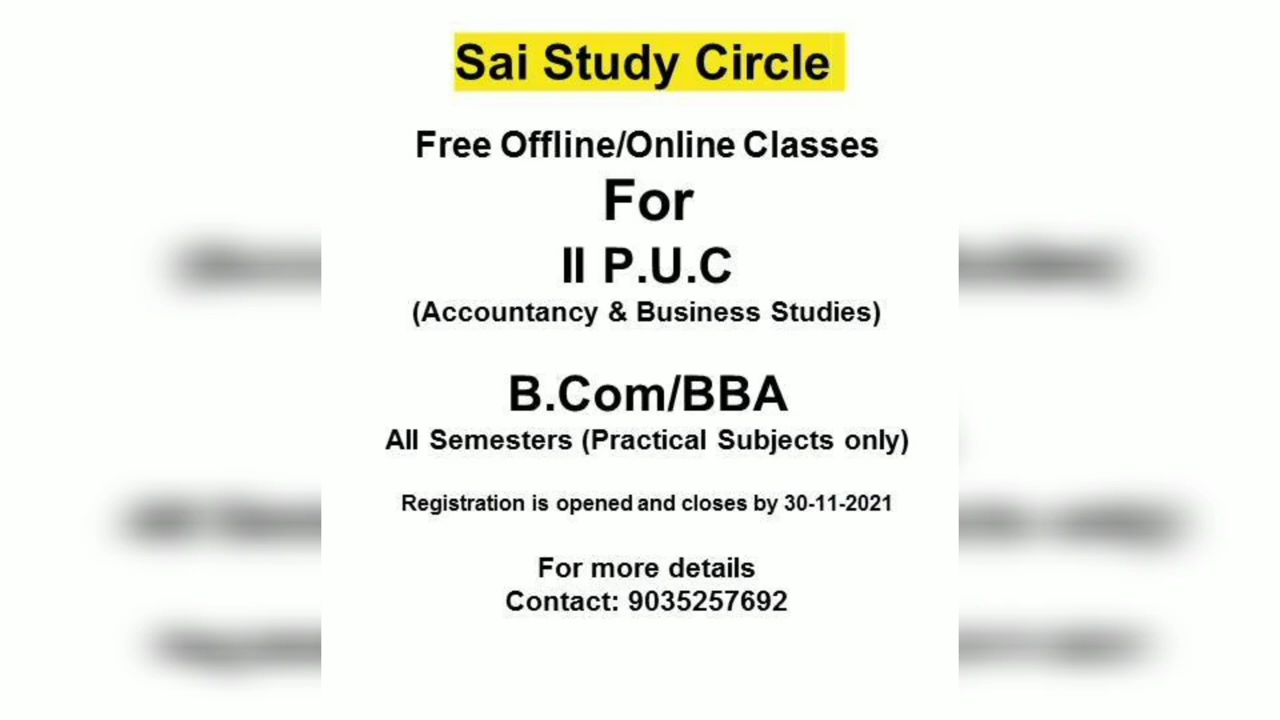 Sai Study Circle
Free Offline/Online Classes
For
II P.U.C
(Accountancy & Business Studies)
B.Com/BBA
All Semesters (Practical Subjects only)
Registration is opened and closes by 30-11-2021
For more details
Contact: 9035257692